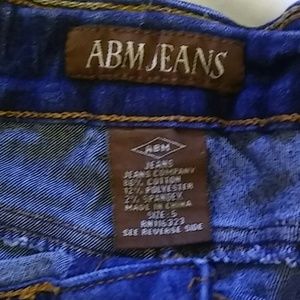 ABM JEANS
ABM
JEANS
JEANS COMPANY
86% COTTON
12% POLYESTER
2% SPANDEX
MADE IN CHINA
SIZE: 5
RN116323
SEE REVERSE SIDE